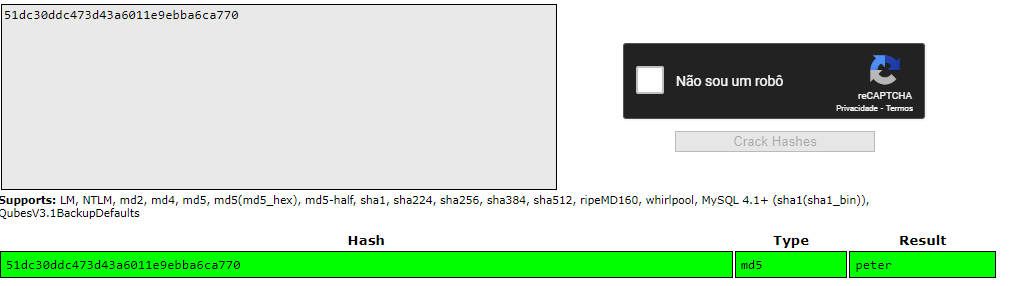 51dc30ddc473d43a6011e9ebba6ca770
Não sou um robô
reCAPTCHA
Privacidade - Termos
Crack Hashes
Supports: LM, NTLM, md2, md4, md5, md5(md5_hex), md5-half, sha1, sha224, sha256, sha384, sha512, ripeMD160, whirlpool, MySQL 4.1+ (sha1(sha1_bin)),
QubesV3.1BackupDefaults
Hash Type Result
51dc30ddc473d43a6011e9ebba6ca770 md5 peter